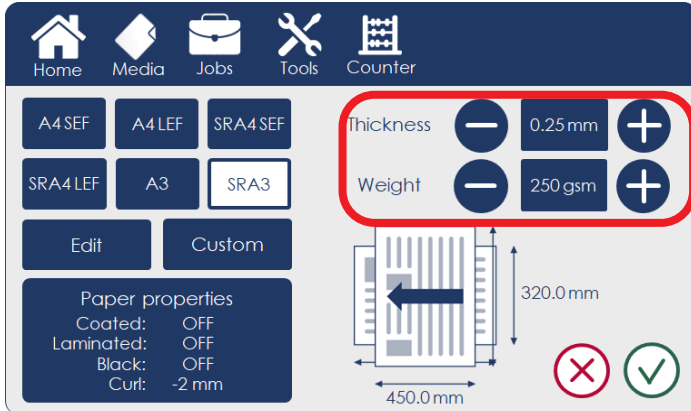 Home Media Jobs Tools Counter
A4 SEF A4 LEF SRA4 SEF
SRA4 LEF A3 SRA3
Edit Custom
Paper properties
Coated: OFF
Laminated: OFF
Black: OFF
Curl: -2 mm
Thickness 0.25 mm
Weight 250 gsm
320.0 mm
450.0 mm